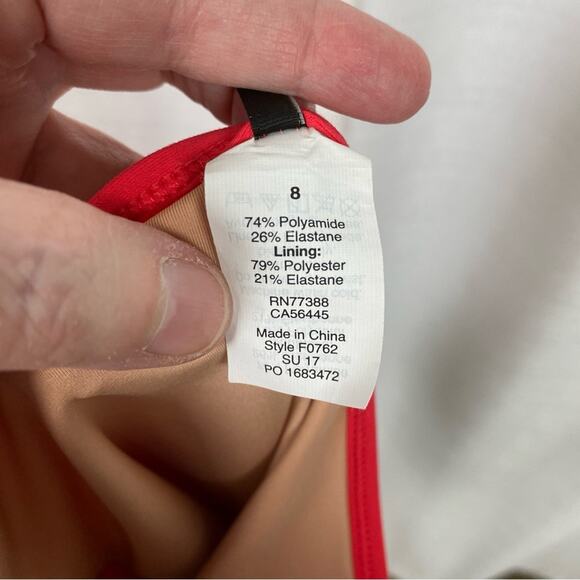 8
74% Polyamide
26% Elastane
Lining:
79% Polyester
21% Elastane
RN77388
CA56445
Made in China
Style F0762
SU 17
PO 1683472